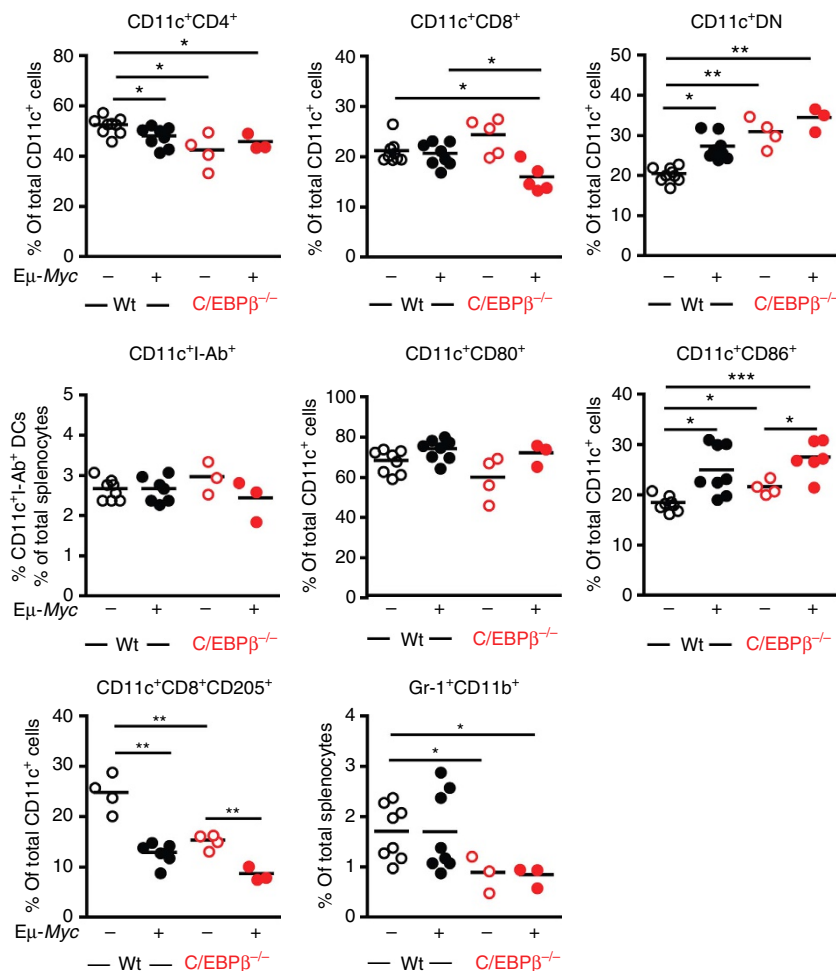 CD11c⁺CD4⁺
% Of total CD11c⁺ cells
80
60
40
20
0
*
*
*
Eμ-Myc
– + – +
— Wt — C/EBPβ⁻/⁻
CD11c⁺CD8⁺
% Of total CD11c⁺ cells
40
30
20
10
0
*
*
– + – +
— Wt — C/EBPβ⁻/⁻
CD11c⁺DN
% Of total CD11c⁺ cells
50
40
30
20
10
0
**
**
*
– + – +
— Wt — C/EBPβ⁻/⁻
CD11c⁺I-Ab⁺
% CD11c⁺I-Ab⁺ DCs
% of total splenocytes
5
4
3
2
1
0
Eμ-Myc
– + – +
— Wt — C/EBPβ⁻/⁻
CD11c⁺CD80⁺
% Of total CD11c⁺ cells
100
80
60
40
20
0
– + – +
— Wt — C/EBPβ⁻/⁻
CD11c⁺CD86⁺
% Of total CD11c⁺ cells
50
40
30
20
10
0
***
*
*
*
– + – +
— Wt — C/EBPβ⁻/⁻
CD11c⁺CD8⁺CD205⁺
% Of total CD11c⁺ cells
40
30
20
10
0
**
**
**
Eμ-Myc
– + – +
— Wt — C/EBPβ⁻/⁻
Gr-1⁺CD11b⁺
% Of total splenocytes
4
3
2
1
0
*
*
– + – +
— Wt — C/EBPβ⁻/⁻